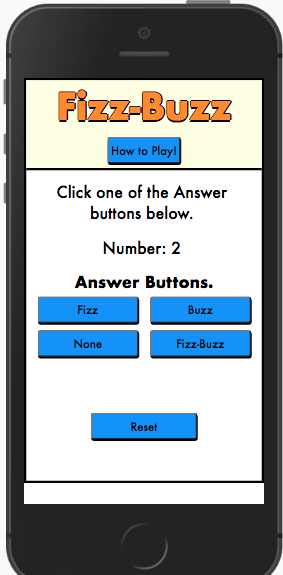 Fizz-Buzz
How to Play!
Click one of the Answer
buttons below.
Number: 2
Answer Buttons.
Fizz Buzz
None Fizz-Buzz
Reset